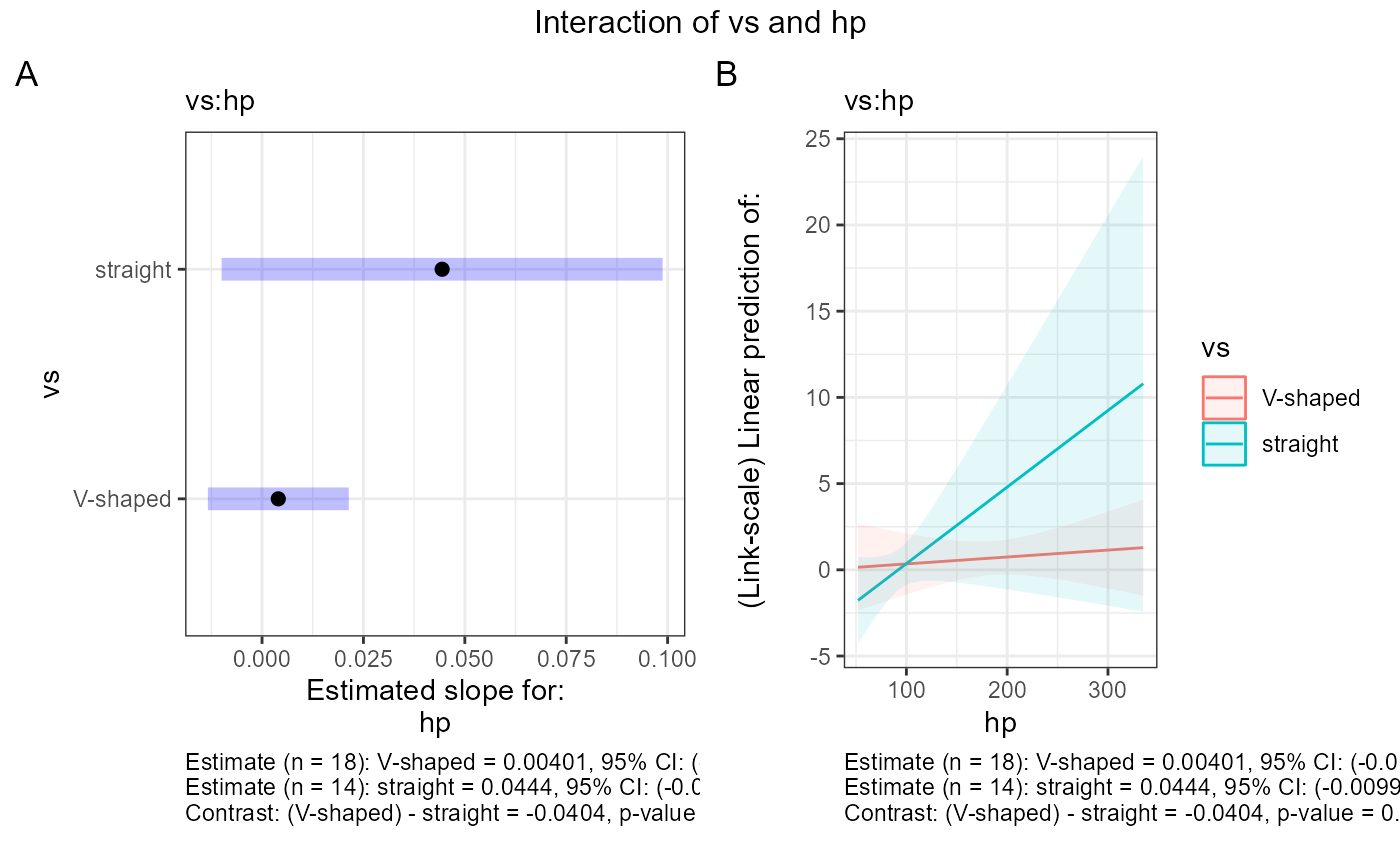 Interaction of vs and hp
A
vs:hp
vs
straight
V-shaped
0.000 0.025 0.050 0.075 0.100
Estimated slope for:
hp
Estimate (n = 18): V-shaped = 0.00401, 95% CI: (
Estimate (n = 14): straight = 0.0444, 95% CI: (-0.0
Contrast: (V-shaped) - straight = -0.0404, p-value
B
vs:hp
(Link-scale) Linear prediction of:
25
20
15
10
5
0
-5
100 200 300
hp
vs
V-shaped
straight
Estimate (n = 18): V-shaped = 0.00401, 95% CI: (-0.0
Estimate (n = 14): straight = 0.0444, 95% CI: (-0.0099
Contrast: (V-shaped) - straight = -0.0404, p-value = 0.